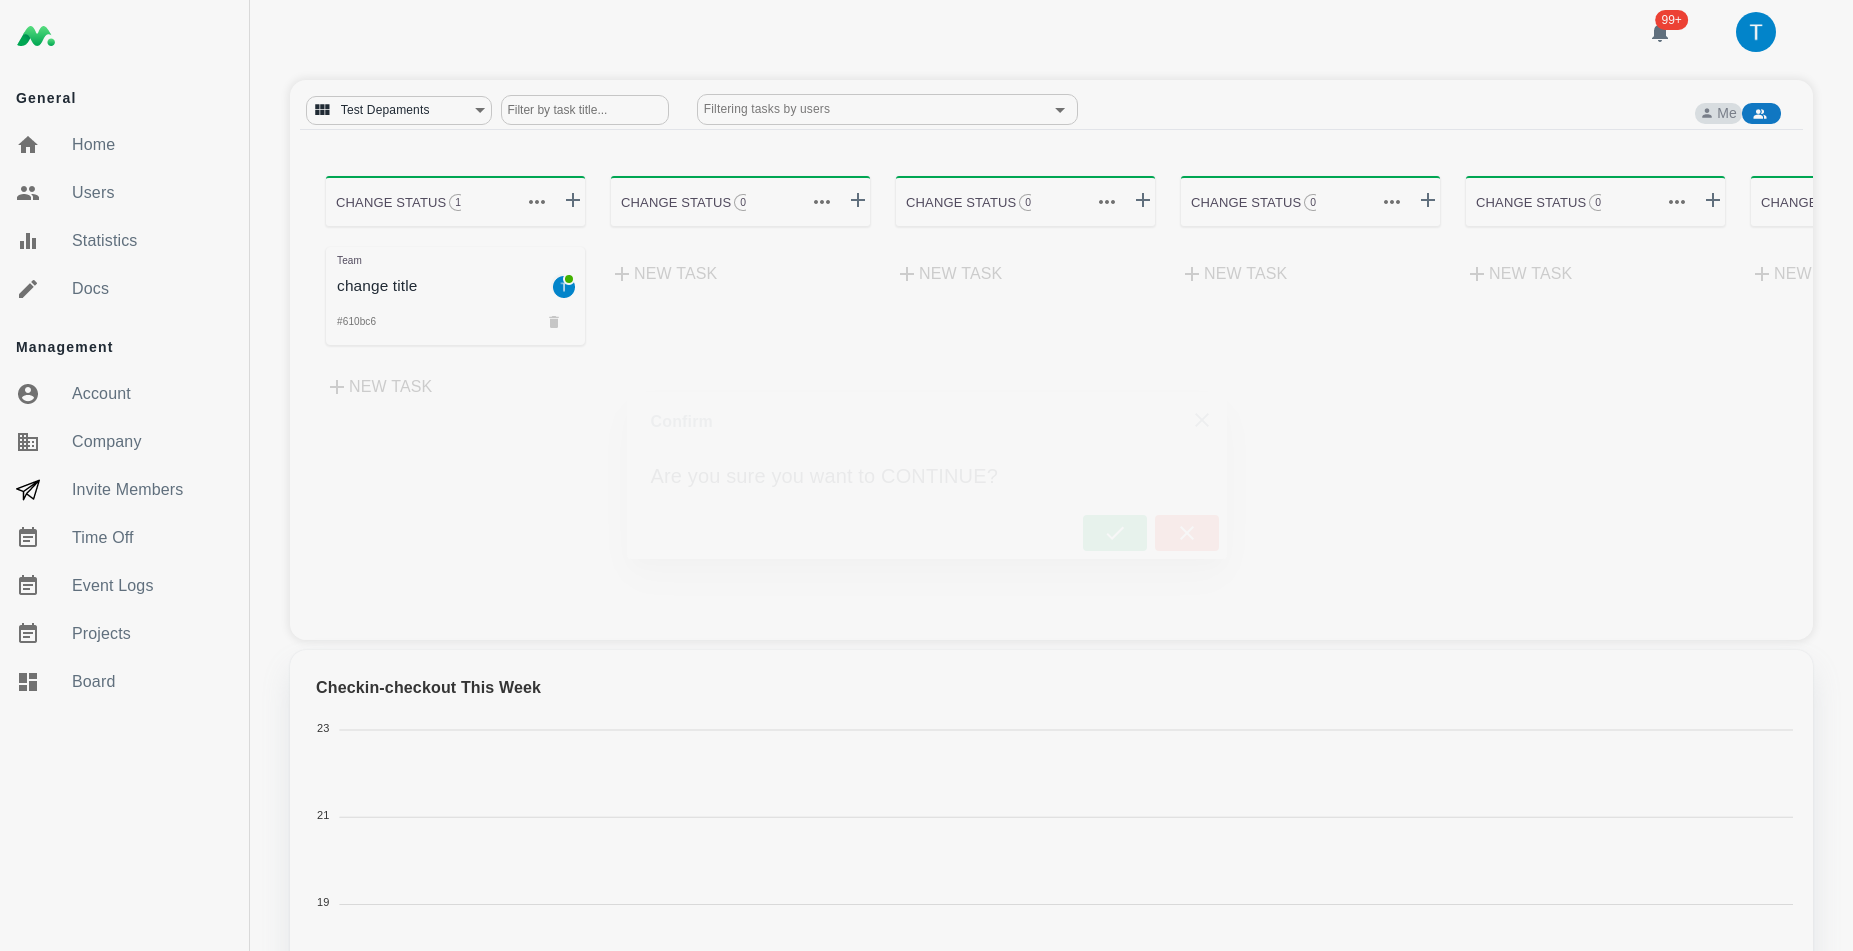 99+
T
General
Home
Users
Statistics
Docs
Management
Account
Company
Invite Members
Time Off
Event Logs
Projects
Board
Test Depaments
Filter by task title...
Filtering tasks by users
Me
CHANGE STATUS 1
CHANGE STATUS 0
CHANGE STATUS 0
CHANGE STATUS 0
CHANGE STATUS 0
CHANGE
Team
change title
T
#610bc6
NEW TASK
NEW TASK
NEW TASK
NEW TASK
NEW TASK
NEW
Confirm
Are you sure you want to CONTINUE?
Checkin-checkout This Week
23
21
19